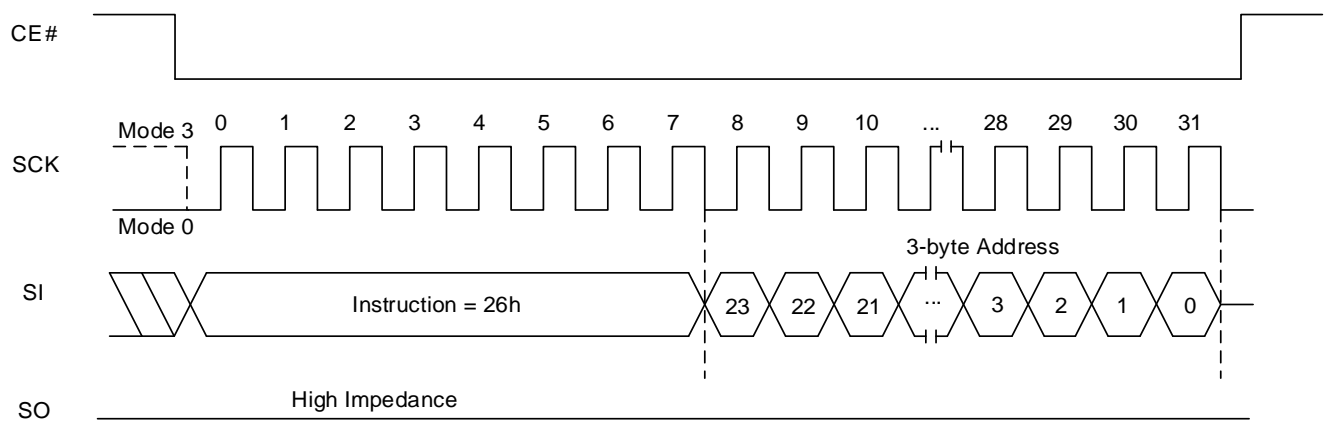 CE#
Mode 3 0 1 2 3 4 5 6 7 8 9 10 ... 28 29 30 31
SCK
Mode 0
3-byte Address
SI Instruction = 26h 23 22 21 ... 3 2 1 0
High Impedance
SO